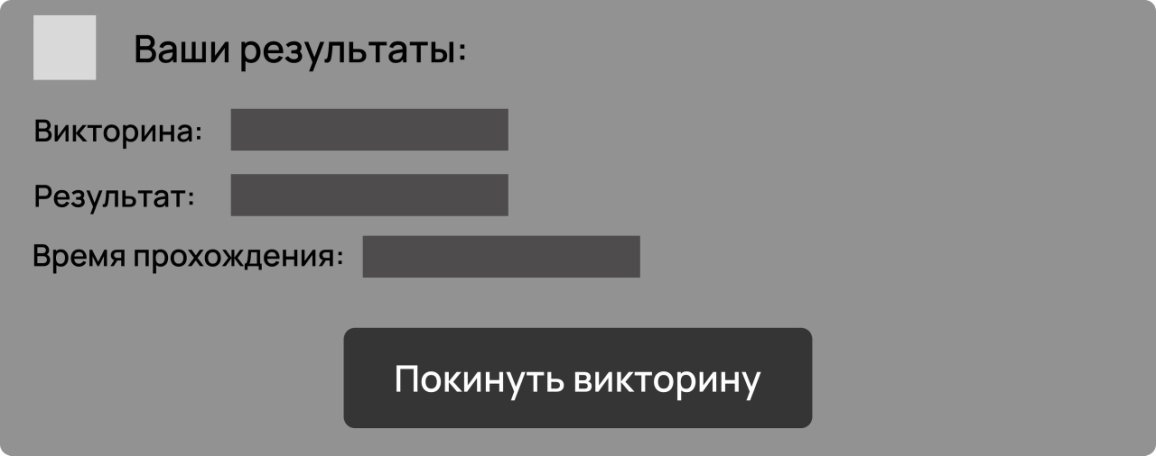 Ваши результаты:
Викторина:
Результат:
Время прохождения:
Покинуть викторину